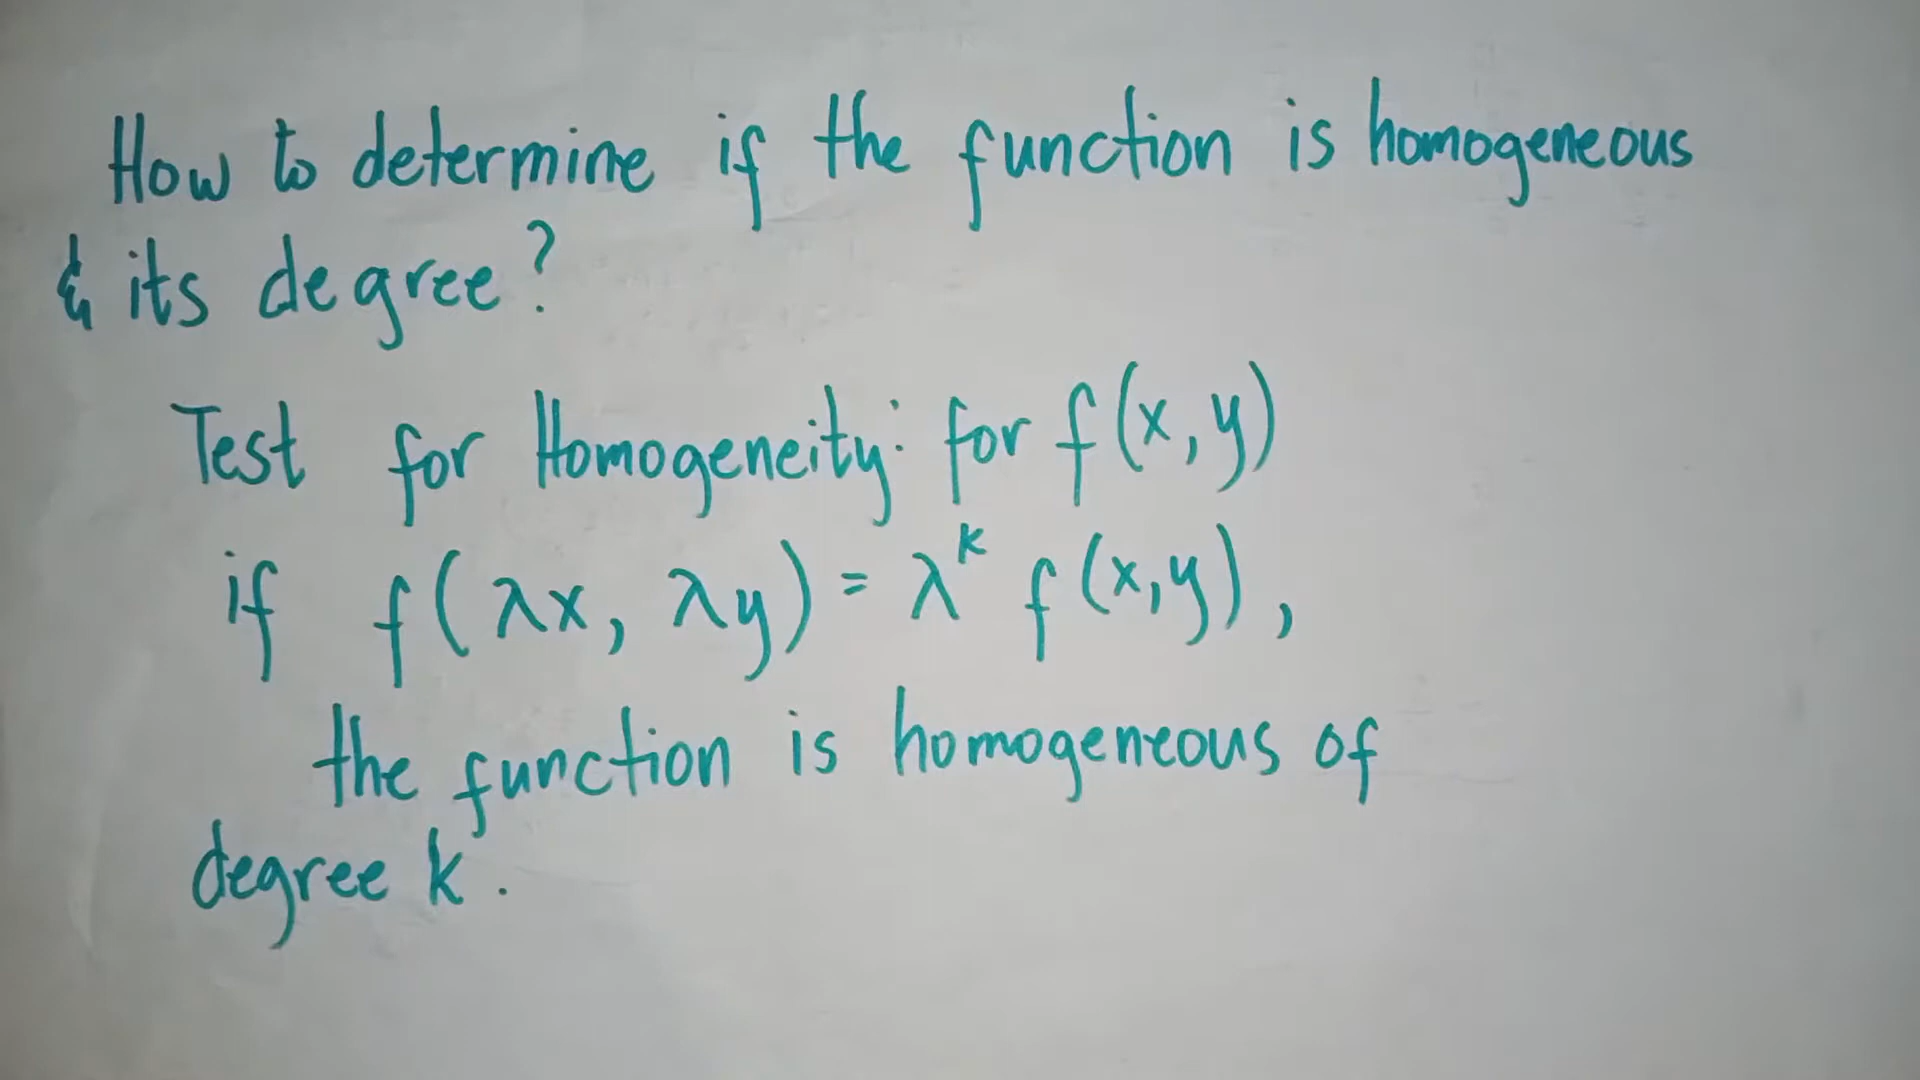 How to determine if the function is homogeneous
& its degree?
Test for Homogeneity: for f(x,y)
if f(λx, λy) = λ^k f(x,y),
the function is homogeneous of
degree k.